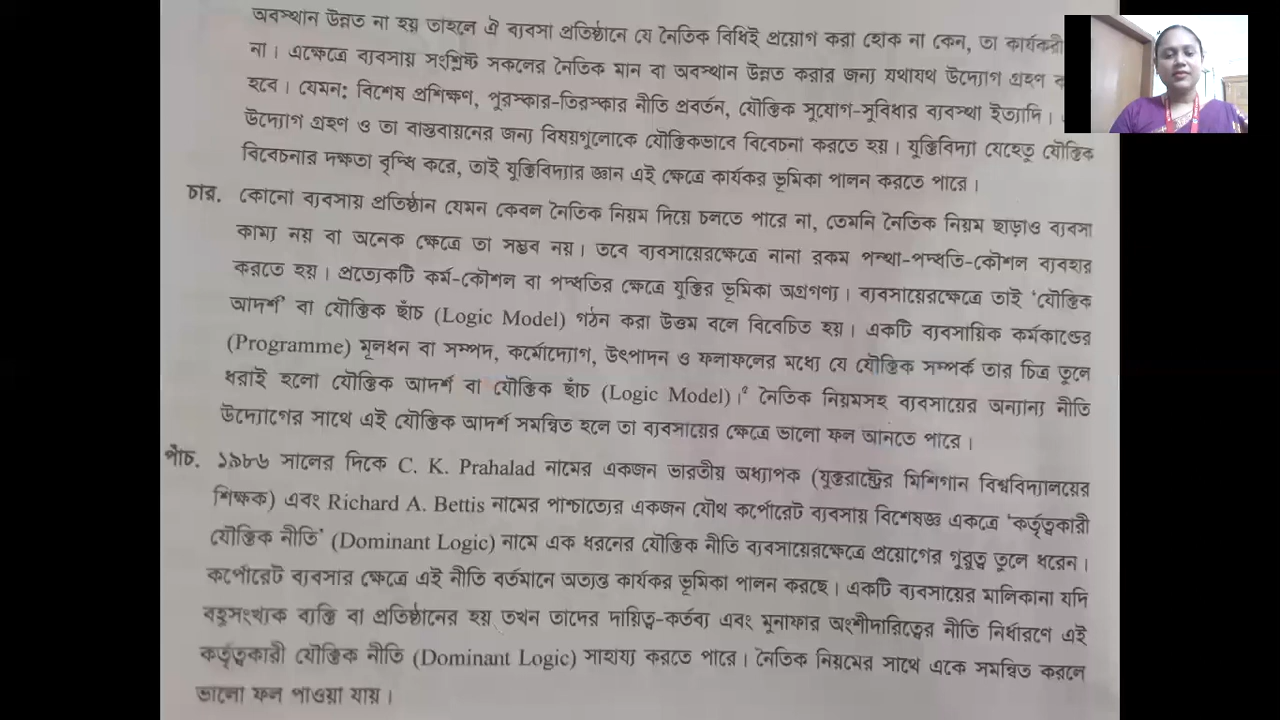 অবস্থান উন্নত না হয় তাহলে ঐ ব্যবসা প্রতিষ্ঠানে যে নৈতিক বিধিই প্রয়োগ করা হোক না কেন, তা কার্যকরী
না। এক্ষেত্রে ব্যবসায় সংশ্লিষ্ট সকলের নৈতিক মান বা অবস্থান উন্নত করার জন্য যথাযথ উদ্যোগ গ্রহণ
হবে। যেমন: বিশেষ প্রশিক্ষণ, পুরস্কার-তিরস্কার নীতি প্রবর্তন, যৌক্তিক সুযোগ-সুবিধার ব্যবস্থা ইত্যাদি।
উদ্যোগ গ্রহণ ও তা বাস্তবায়নের জন্য বিষয়গুলোকে যৌক্তিকভাবে বিবেচনা করতে হয়। যুক্তিবিদ্যা যেহেতু যৌক্তিক
বিবেচনার দক্ষতা বৃদ্ধি করে, তাই যুক্তিবিদ্যার জ্ঞান এই ক্ষেত্রে কার্যকর ভূমিকা পালন করতে পারে।
চার. কোনো ব্যবসায় প্রতিষ্ঠান যেমন কেবল নৈতিক নিয়ম দিয়ে চলতে পারে না, তেমনি নৈতিক নিয়ম ছাড়াও ব্যবসা
কাম্য নয় বা অনেক ক্ষেত্রে তা সম্ভব নয়। তবে ব্যবসায়েরক্ষেত্রে নানা রকম পন্থা-পদ্ধতি-কৌশল ব্যবহার
করতে হয়। প্রত্যেকটি কর্ম-কৌশল বা পদ্ধতির ক্ষেত্রে যুক্তির ভূমিকা অগ্রগণ্য। ব্যবসায়েরক্ষেত্রে তাই ‘যৌক্তিক
আদর্শ’ বা যৌক্তিক ছাঁচ (Logic Model) গঠন করা উত্তম বলে বিবেচিত হয়। একটি ব্যবসায়িক কর্মকাণ্ডের
(Programme) মূলধন বা সম্পদ, কর্মোদ্যোগ, উৎপাদন ও ফলাফলের মধ্যে যে যৌক্তিক সম্পর্ক তার চিত্র তুলে
ধরাই হলো যৌক্তিক আদর্শ বা যৌক্তিক ছাঁচ (Logic Model)। নৈতিক নিয়মসহ ব্যবসায়ের অন্যান্য নীতি
উদ্যোগের সাথে এই যৌক্তিক আদর্শ সমন্বিত হলে তা ব্যবসায়ের ক্ষেত্রে ভালো ফল আনতে পারে।
পাঁচ. ১৯৮৬ সালের দিকে C. K. Prahalad নামের একজন ভারতীয় অধ্যাপক (যুক্তরাষ্ট্রের মিশিগান বিশ্ববিদ্যালয়ের
শিক্ষক) এবং Richard A. Bettis নামের পাশ্চাত্যের একজন যৌথ কর্পোরেট ব্যবসায় বিশেষজ্ঞ একত্রে ‘কর্তৃত্বকারী
যৌক্তিক নীতি’ (Dominant Logic) নামে এক ধরনের যৌক্তিক নীতি ব্যবসায়েরক্ষেত্রে প্রয়োগের গুরুত্ব তুলে ধরেন।
কর্পোরেট ব্যবসার ক্ষেত্রে এই নীতি বর্তমানে অত্যন্ত কার্যকর ভূমিকা পালন করছে। একটি ব্যবসায়ের মালিকানা যদি
বহুসংখ্যক ব্যক্তি বা প্রতিষ্ঠানের হয় তখন তাদের দায়িত্ব-কর্তব্য এবং মুনাফার অংশীদারিত্বের নীতি নির্ধারণে এই
কর্তৃত্বকারী যৌক্তিক নীতি (Dominant Logic) সাহায্য করতে পারে। নৈতিক নিয়মের সাথে একে সমন্বিত করলে
ভালো ফল পাওয়া যায়।